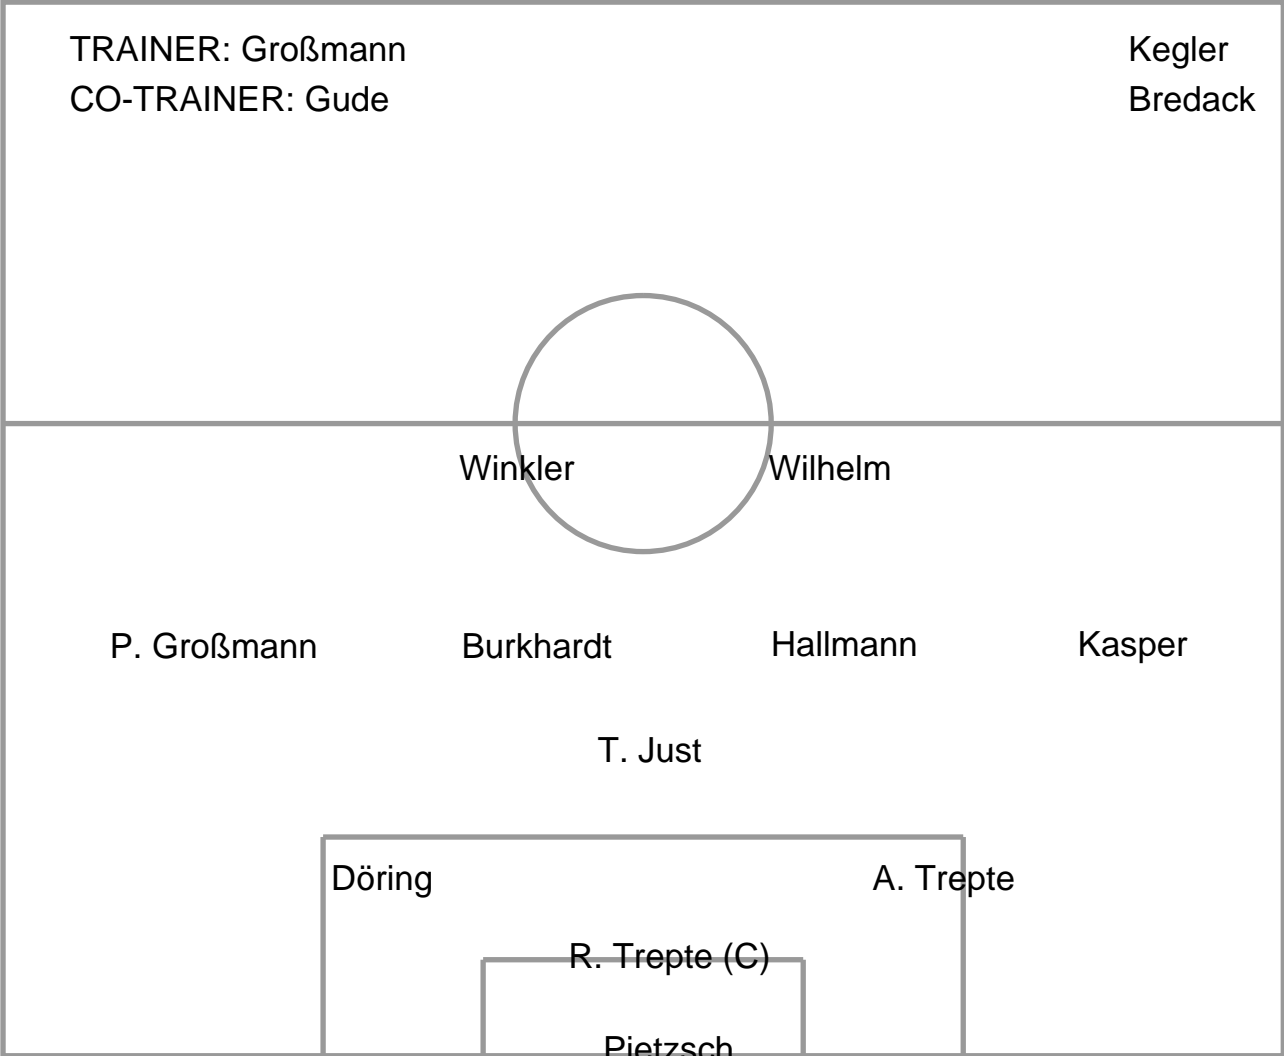 TRAINER: Großmann
CO-TRAINER: Gude
Kegler
Bredack
Winkler
Wilhelm
P. Großmann
Burkhardt
Hallmann
Kasper
T. Just
Döring
A. Trepte
R. Trepte (C)
Pietzsch